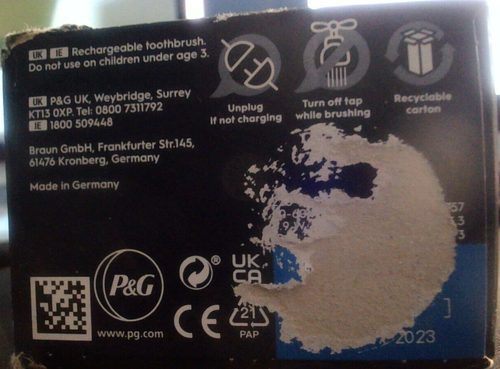 UK IE Rechargeable toothbrush.
Do not use on children under age 3.
UK P&G UK, Weybridge, Surrey
KT13 0XP. Tel: 0800 7311792
IE 1800 509448
Braun GmbH, Frankfurter Str.145,
61476 Kronberg, Germany
Made in Germany
Unplug
if not charging
Turn off tap
while brushing
Recyclable
carton
P&G
®
www.pg.com
UK
CA
CE
21
PAP
57
2023